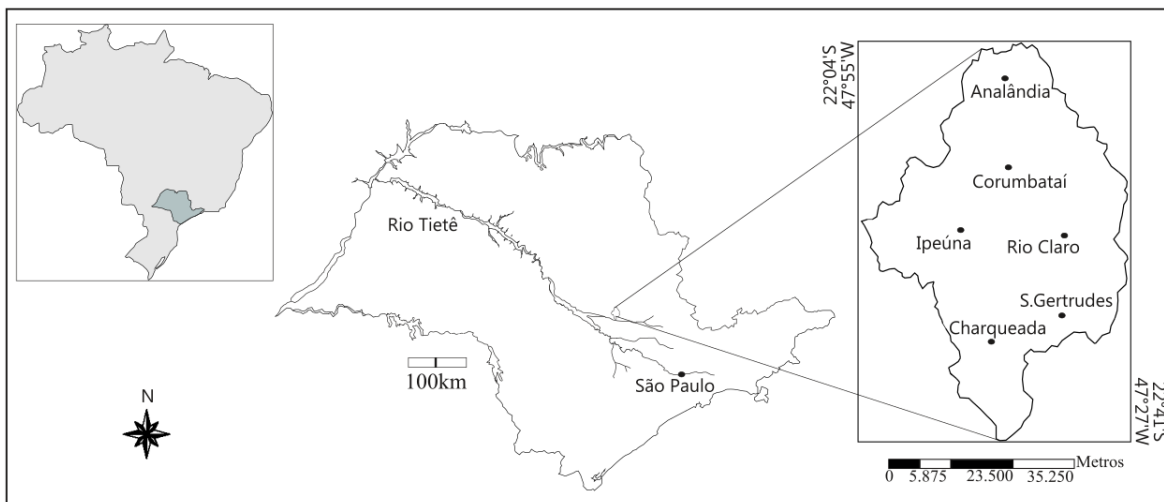 22°04'S
47°55'W
Analândia
Corumbataí
Ipeúna
Rio Claro
S.Gertrudes
Charqueada
Rio Tietê
100km
São Paulo
N
22°41'S
47°27'W
Metros
0 5.875 23.500 35.250